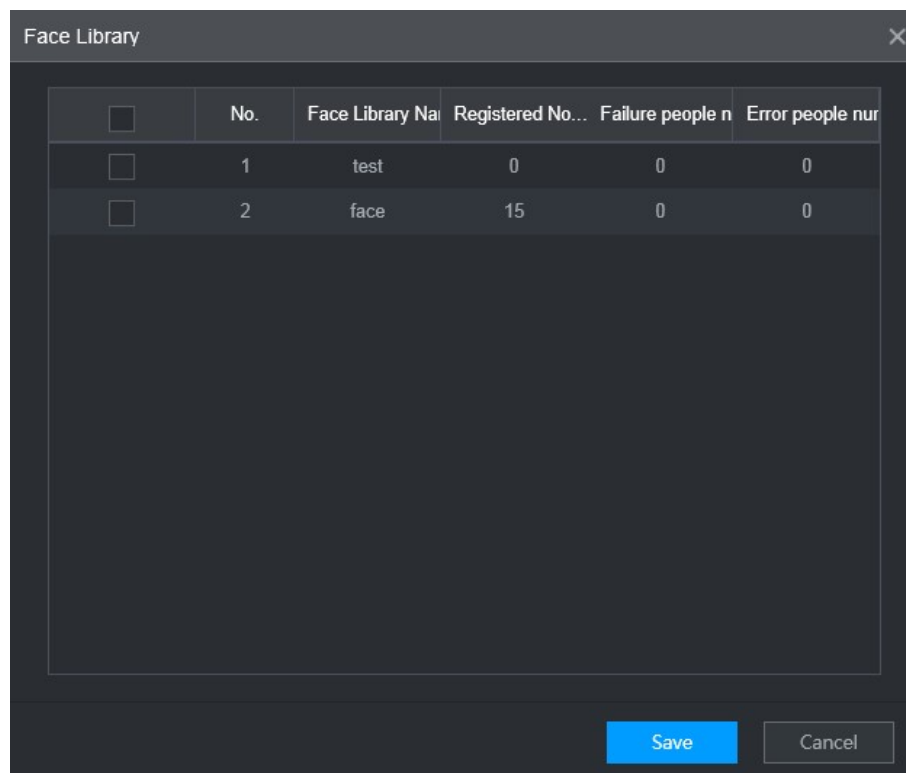 Face Library
No. Face Library Nar Registered No... Failure people n Error people nur
1 test 0 0 0
2 face 15 0 0
Save Cancel